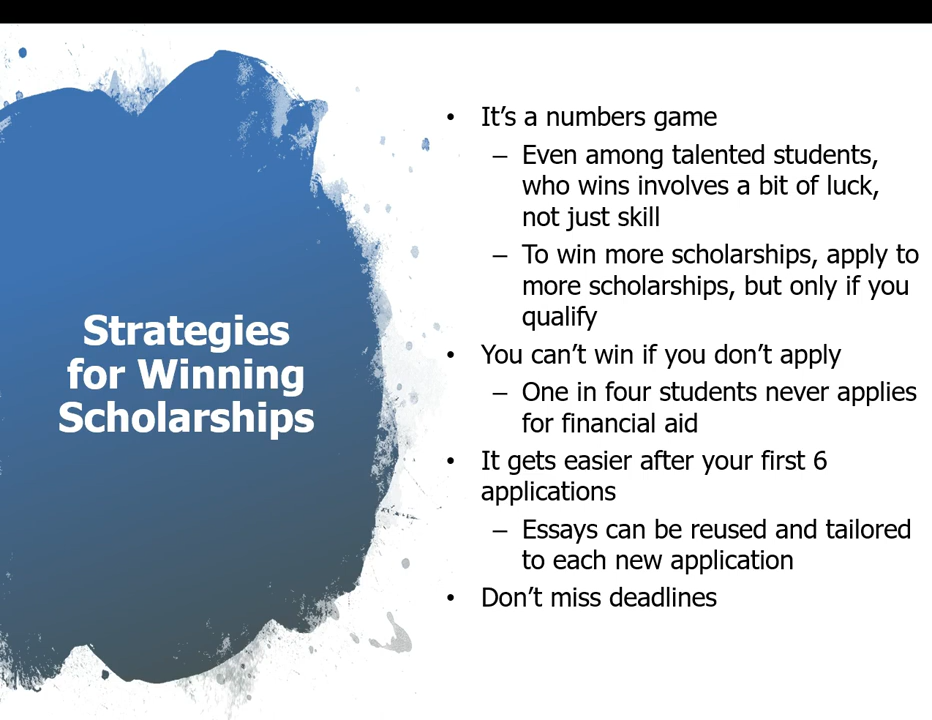 Strategies
for Winning
Scholarships
• It's a numbers game
– Even among talented students,
who wins involves a bit of luck,
not just skill
– To win more scholarships, apply to
more scholarships, but only if you
qualify
• You can't win if you don't apply
– One in four students never applies
for financial aid
• It gets easier after your first 6
applications
– Essays can be reused and tailored
to each new application
• Don't miss deadlines